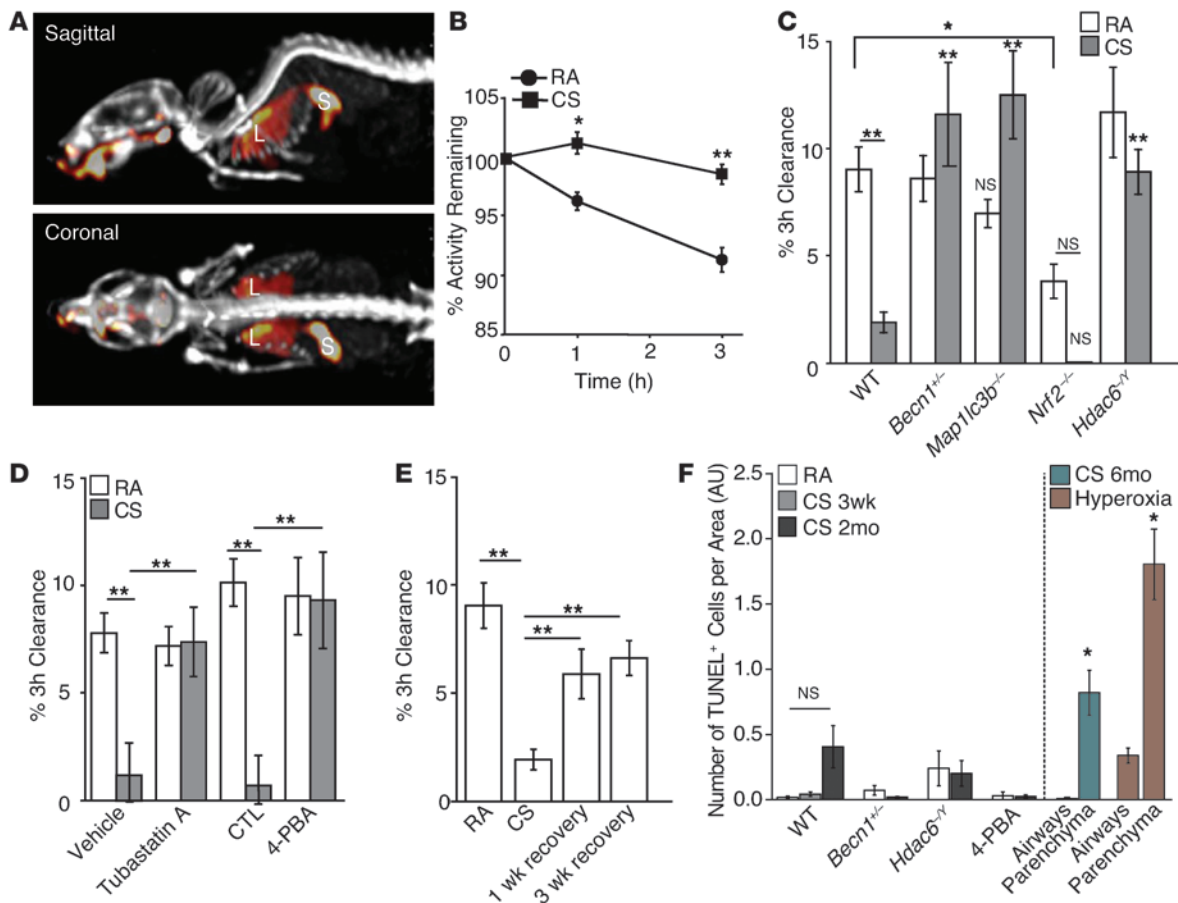 A
Sagittal
L
S
Coronal
L
L
S
B
RA
CS
% Activity Remaining
105
100
95
90
85
*
**
0
1
2
3
Time (h)
C
RA
CS
% 3h Clearance
15
10
5
0
*
**
**
**
NS
NS
NS
**
WT
Becn1+/–
Map1lc3b–/–
Nrf2–/–
Hdac6–/Y
D
RA
CS
% 3h Clearance
15
10
5
0
**
**
**
**
Vehicle
Tubastatin A
CTL
4-PBA
E
% 3h Clearance
15
10
5
0
**
**
**
RA
CS
1 wk recovery
3 wk recovery
F
RA
CS 3wk
CS 2mo
CS 6mo
Hyperoxia
Number of TUNEL+ Cells per Area (AU)
2.5
2.0
1.5
1.0
0.5
0.0
NS
*
*
WT
Becn1+/–
Hdac6–/Y
4-PBA
Airways
Parenchyma
Airways
Parenchyma